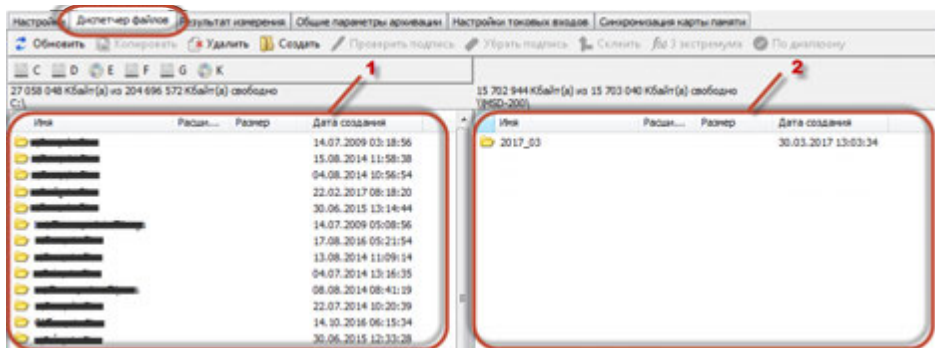 Настройки Диспетчер файлов Результат измерения Общие параметры архивации Настройки токовых входов Синхронизация карты памяти
Обновить Копировать Удалить Создать Проверить подпись Убрать подпись Склеить По 3 экстремума По диапазону
C D E F G K
27 058 048 Кбайт(а) из 204 696 572 Кбайт(а) свободно
C:\
1
Имя Расши... Размер Дата создания
14.07.2009 03:18:56
15.08.2014 11:58:38
04.08.2014 10:56:54
22.02.2017 08:18:20
30.06.2015 13:14:44
14.07.2009 05:08:56
17.08.2016 05:21:54
13.08.2014 11:09:14
04.07.2014 13:16:35
08.08.2014 08:41:19
22.07.2014 10:20:39
14.10.2016 06:15:34
30.06.2015 12:33:28
15 702 944 Кбайт(а) из 15 703 040 Кбайт(а) свободно
2
Имя Расши... Размер Дата создания
2017_03 30.03.2017 13:03:34